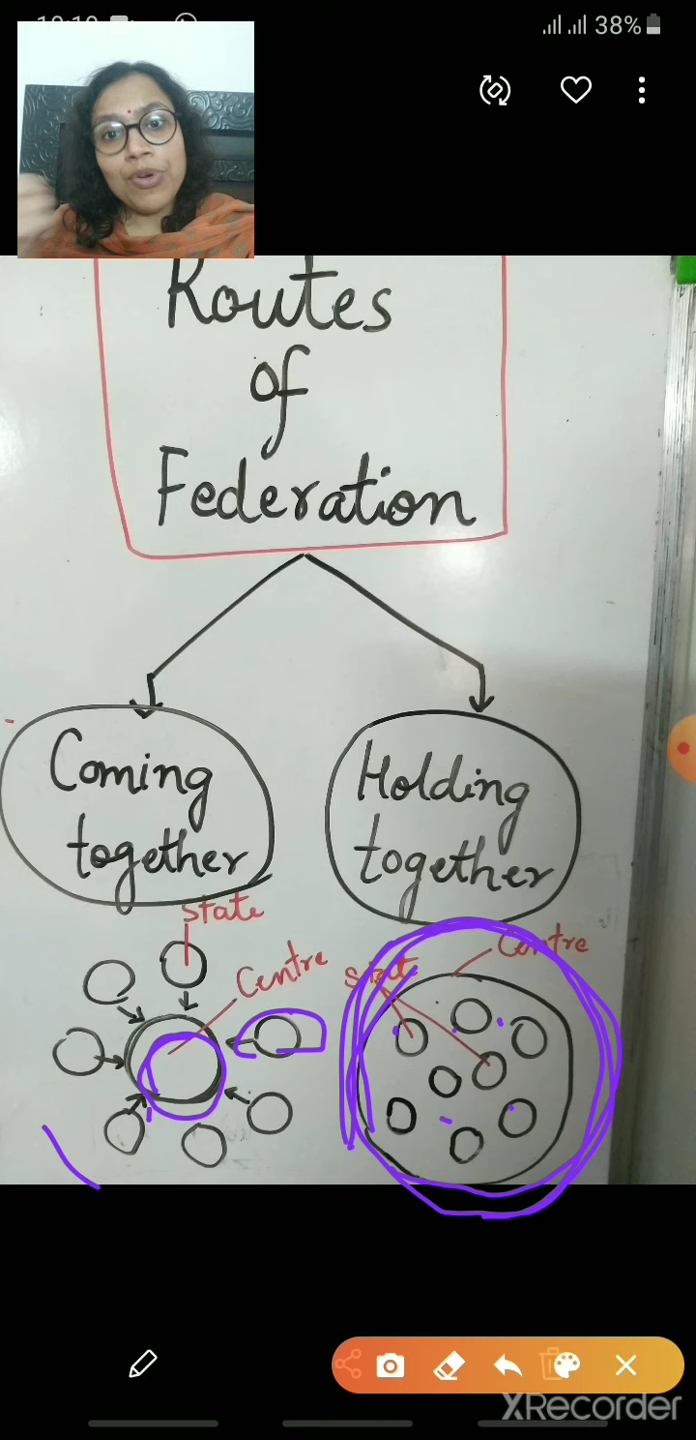 38%
Routes
of
Federation
Coming
together
Holding
together
State
Centre
Centre
XRecorder